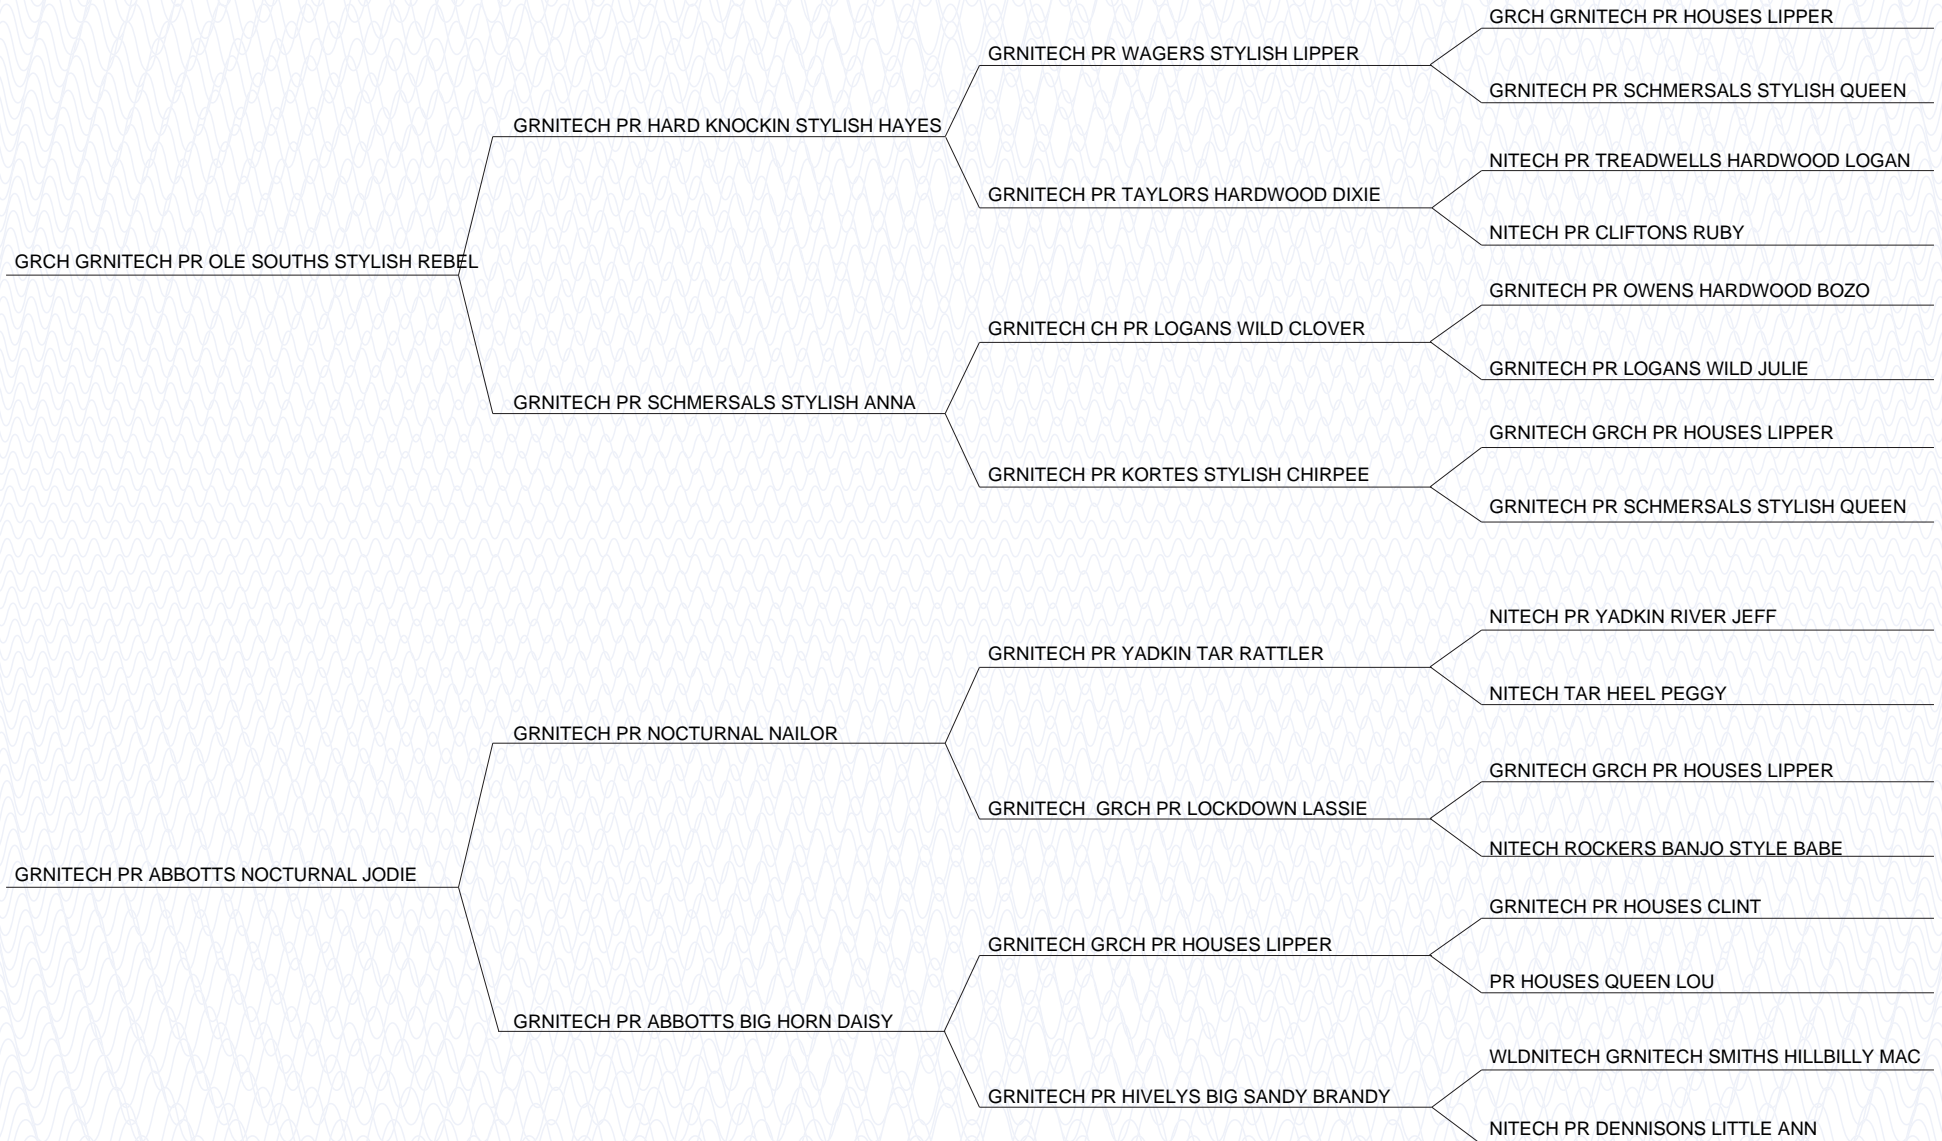 GRCH GRNITECH PR HOUSES LIPPER
GRNITECH PR WAGERS STYLISH LIPPER
GRNITECH PR SCHMERSALS STYLISH QUEEN
GRNITECH PR HARD KNOCKIN STYLISH HAYES
NITECH PR TREADWELLS HARDWOOD LOGAN
GRNITECH PR TAYLORS HARDWOOD DIXIE
NITECH PR CLIFTONS RUBY
GRCH GRNITECH PR OLE SOUTHS STYLISH REBEL
GRNITECH PR OWENS HARDWOOD BOZO
GRNITECH CH PR LOGANS WILD CLOVER
GRNITECH PR LOGANS WILD JULIE
GRNITECH PR SCHMERSALS STYLISH ANNA
GRNITECH GRCH PR HOUSES LIPPER
GRNITECH PR KORTES STYLISH CHIRPEE
GRNITECH PR SCHMERSALS STYLISH QUEEN
NITECH PR YADKIN RIVER JEFF
GRNITECH PR YADKIN TAR RATTLER
NITECH TAR HEEL PEGGY
GRNITECH PR NOCTURNAL NAILOR
GRNITECH GRCH PR HOUSES LIPPER
GRNITECH  GRCH PR LOCKDOWN LASSIE
NITECH ROCKERS BANJO STYLE BABE
GRNITECH PR ABBOTTS NOCTURNAL JODIE
GRNITECH PR HOUSES CLINT
GRNITECH GRCH PR HOUSES LIPPER
PR HOUSES QUEEN LOU
GRNITECH PR ABBOTTS BIG HORN DAISY
WLDNITECH GRNITECH SMITHS HILLBILLY MAC
GRNITECH PR HIVELYS BIG SANDY BRANDY
NITECH PR DENNISONS LITTLE ANN